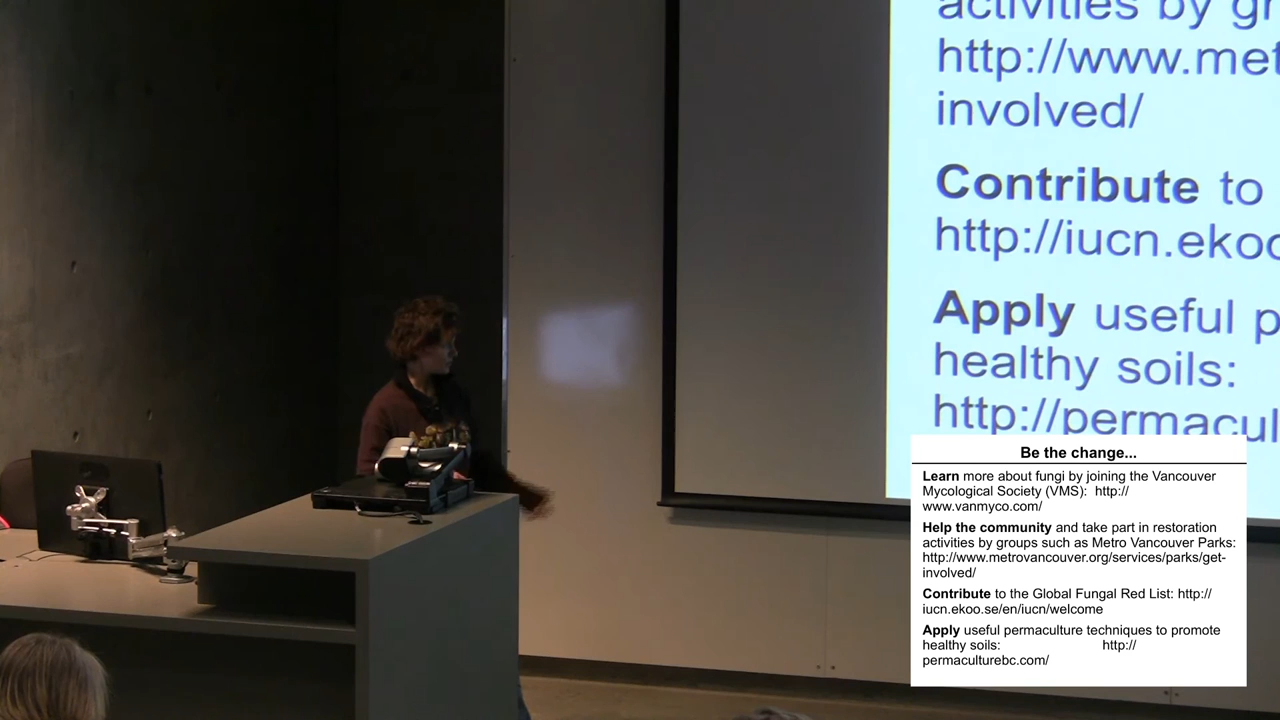 activities by gr
http://www.met
involved/
Contribute to
http://iucn.ekoo
Apply useful p
healthy soils:
http://permacul
Be the change...
Learn more about fungi by joining the Vancouver
Mycological Society (VMS): http://
www.vanmyco.com/
Help the community and take part in restoration
activities by groups such as Metro Vancouver Parks:
http://www.metrovancouver.org/services/parks/get-
involved/
Contribute to the Global Fungal Red List: http://
iucn.ekoo.se/en/iucn/welcome
Apply useful permaculture techniques to promote
healthy soils: http://
permaculturebc.com/